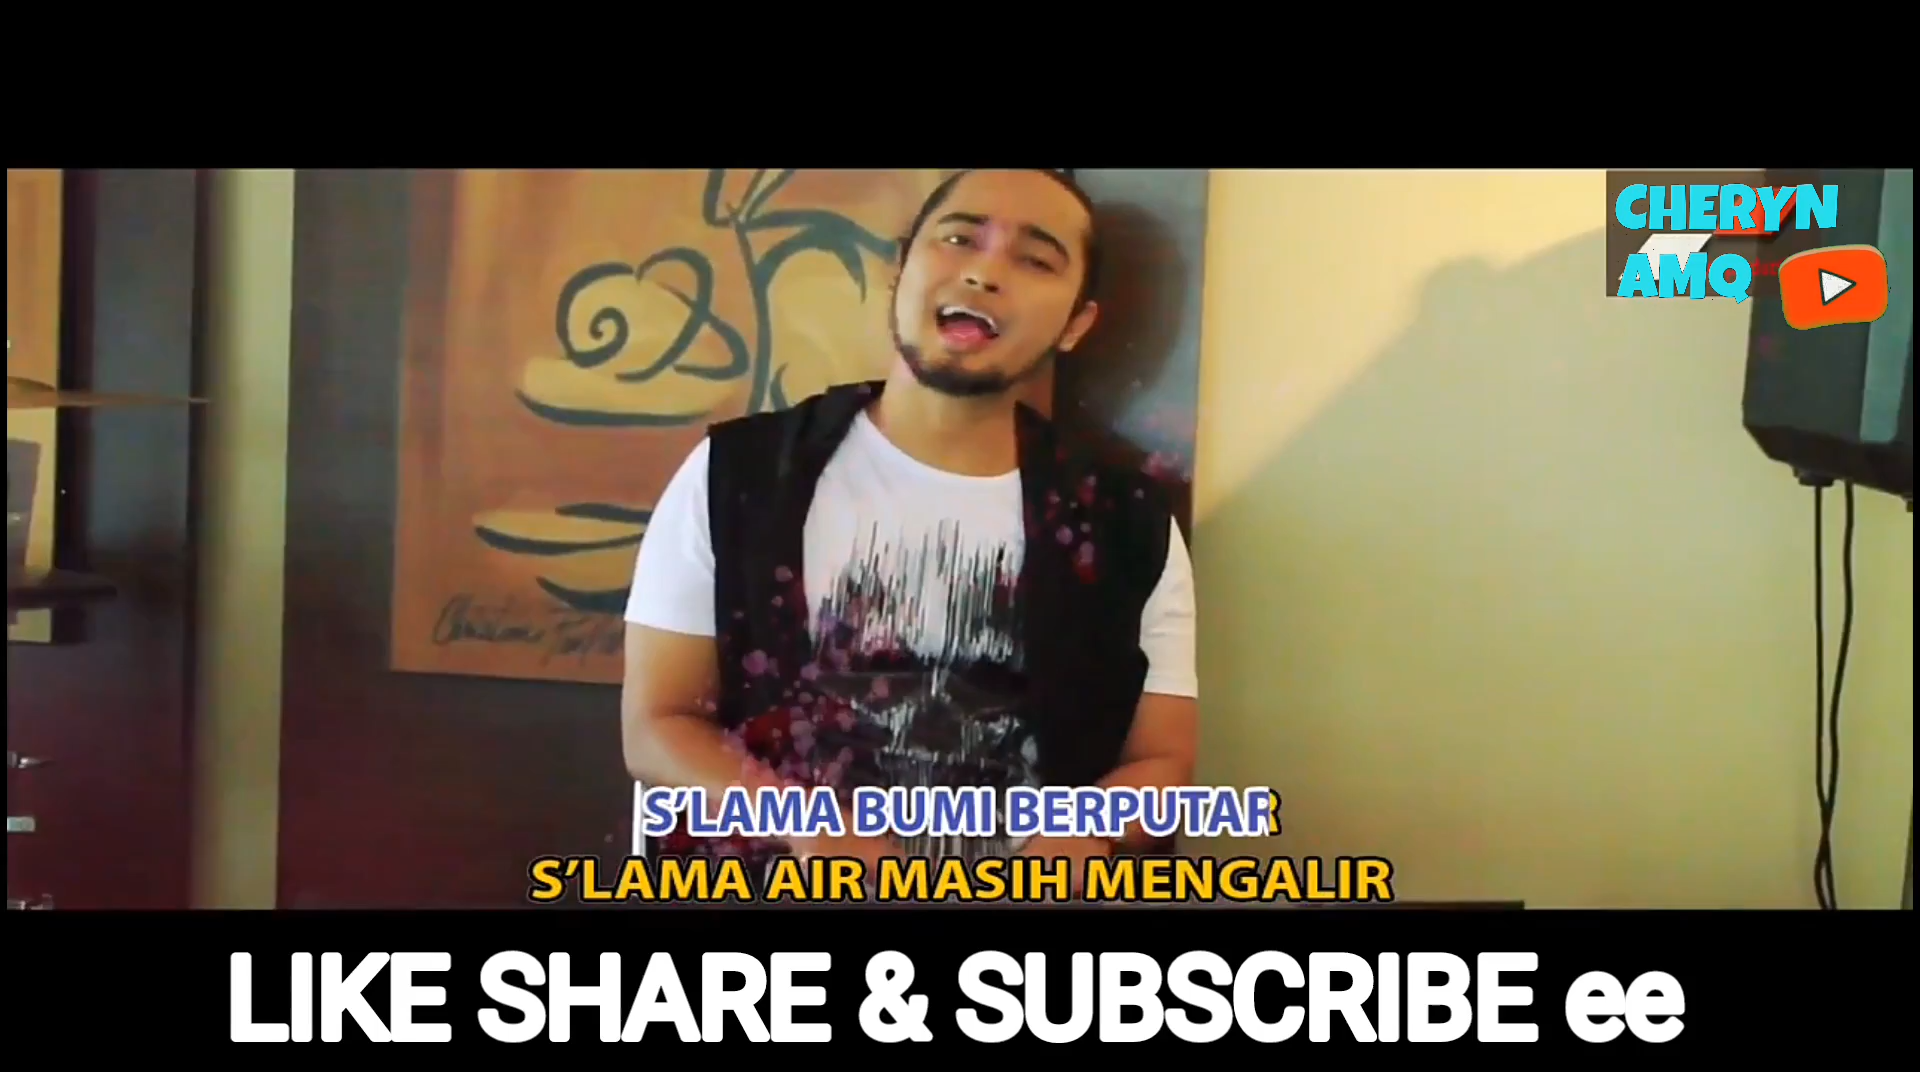 CHERYN
AMQ
S'LAMA BUMI BERPUTAR
S'LAMA AIR MASIH MENGALIR
LIKE SHARE & SUBSCRIBE ee